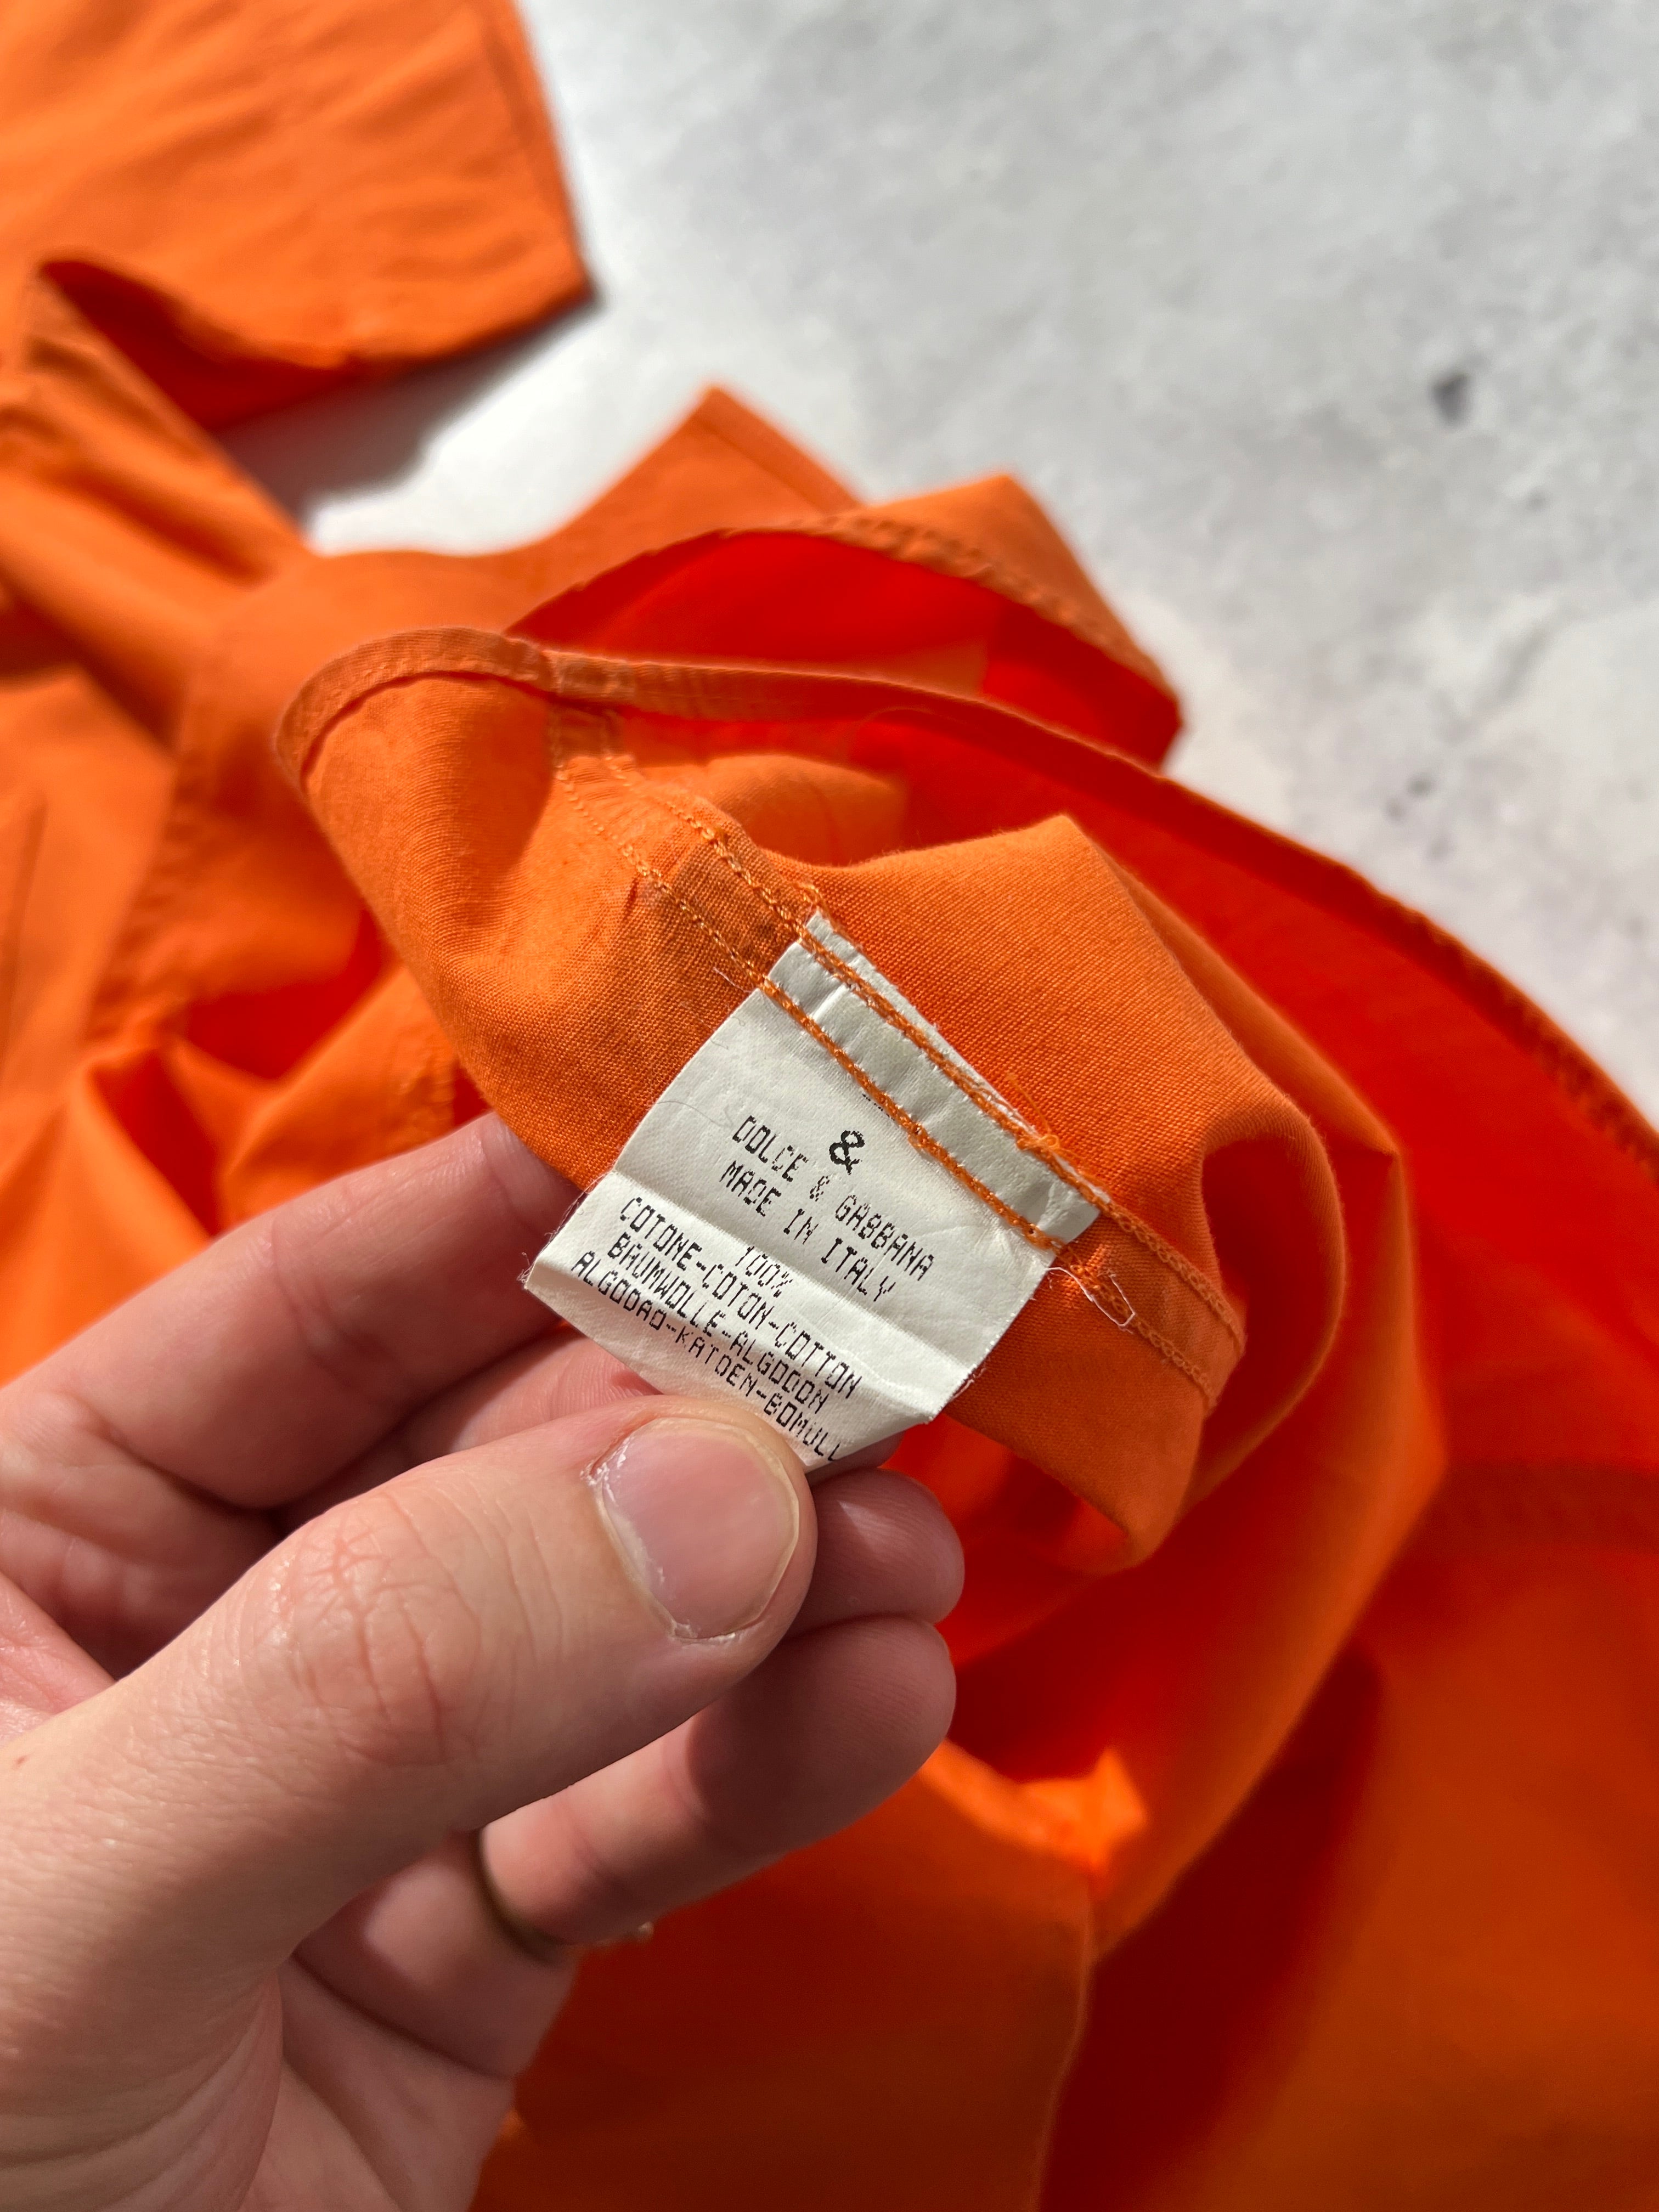 &
DOLCE & GABBANA
MADE IN ITALY
100%
COTONE-COTON-COTTON
BAUMWOLLE-ALGODON
ALGODAO-KATOEN-BOMULL